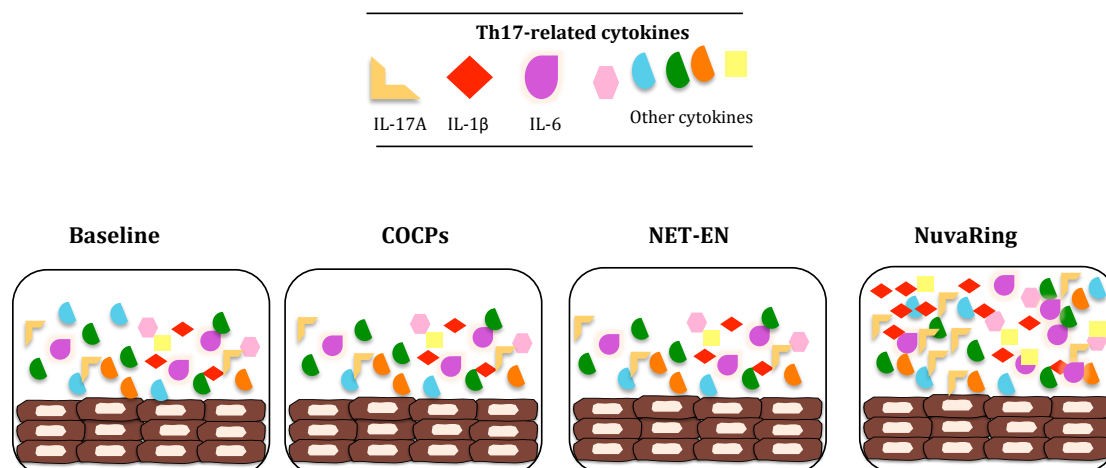 Th17-related cytokines
IL-17A IL-1β IL-6 Other cytokines
Baseline COCPs NET-EN NuvaRing